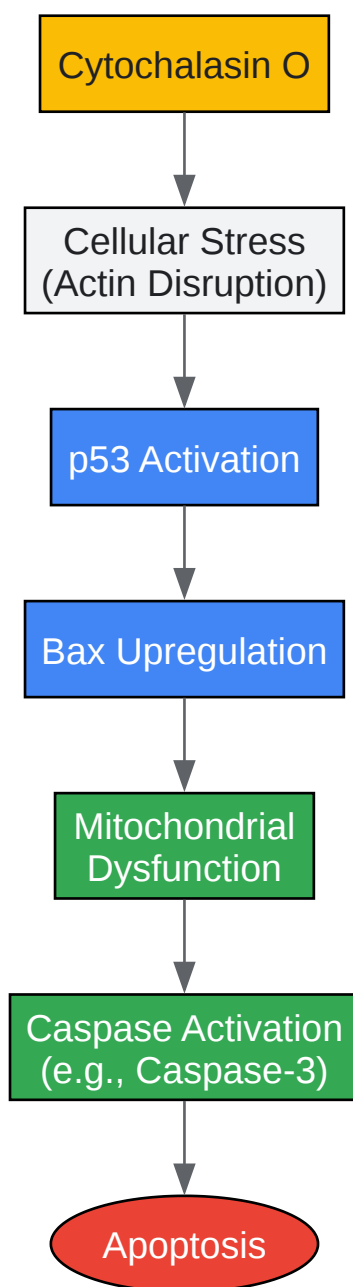 Cytochalasin O
Cellular Stress
(Actin Disruption)
p53 Activation
Bax Upregulation
Mitochondrial
Dysfunction
Caspase Activation
(e.g., Caspase-3)
Apoptosis